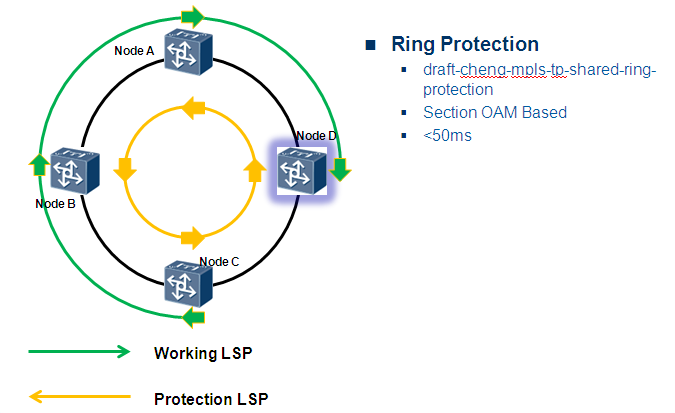 Node A
Node D
Node B
Node C
Working LSP
Protection LSP
Ring Protection
draft-cheng-mpls-tp-shared-ring-
protection
Section OAM Based
<50ms